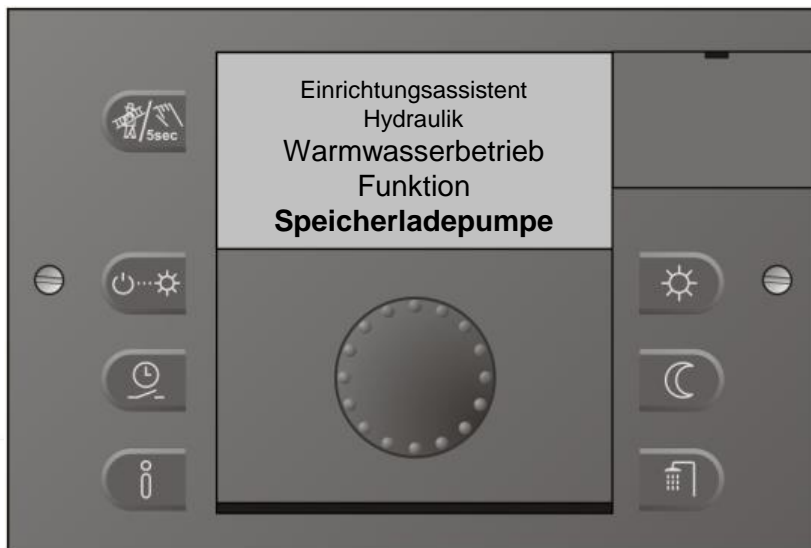 Einrichtungsassistent
Hydraulik
Warmwasserbetrieb
Funktion
Speicherladepumpe
5sec